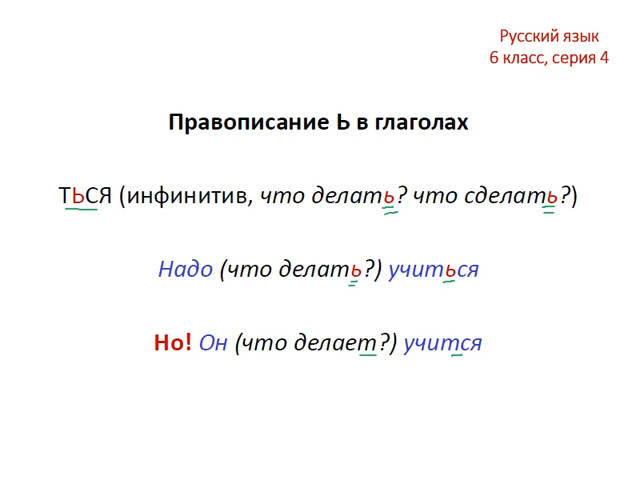 Русский язык
6 класс, серия 4
Правописание Ь в глаголах
ТЬСЯ (инфинитив, что делать? что сделать?)
Надо (что делать?) учиться
Но! Он (что делает?) учится